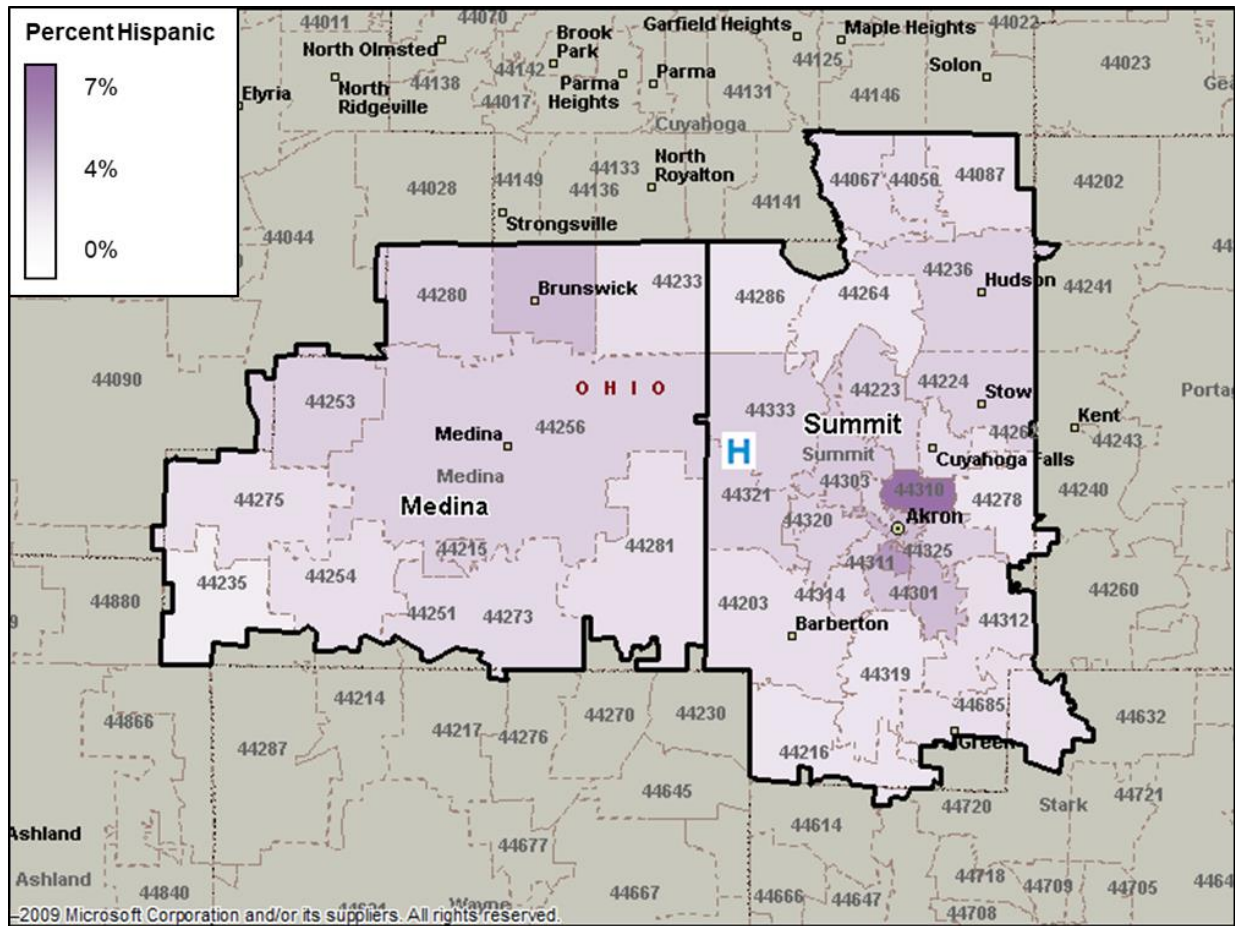 Percent Hispanic
7%
4%
0%
44011
44070
Garfield Heights
Maple Heights
44022
North Olmsted
Brook
Park
44125
44023
44138
44142
Parma
Heights
Parma
Solon
Elyria
North
Ridgeville
44017
44131
44146
Cuyahoga
44133
North
Royalton
44028
44149
44136
44067
44056
44087
44202
44141
Strongsville
44044
44280
Brunswick
44233
44286
44264
44236
Hudson
44241
44090
OHIO
44253
44256
44333
44223
44224
Stow
Kent
44243
Medina
Summit
Summit
Cuyahoga Falls
Medina
H
44275
Medina
44321
44303
44310
44278
44240
44320
Akron
44215
44281
44325
44311
44235
44254
44880
44251
44273
44203
44314
44301
44312
44260
Barberton
44319
44214
44685
44866
44287
44217
44276
44270
44230
44216
Green
44632
44645
44720
Stark
44721
Ashland
44677
44614
Ashland
44840
44667
44666
44647
44718
44709
44705
44708
Wayne
2009 Microsoft Corporation and/or its suppliers. All rights reserved.